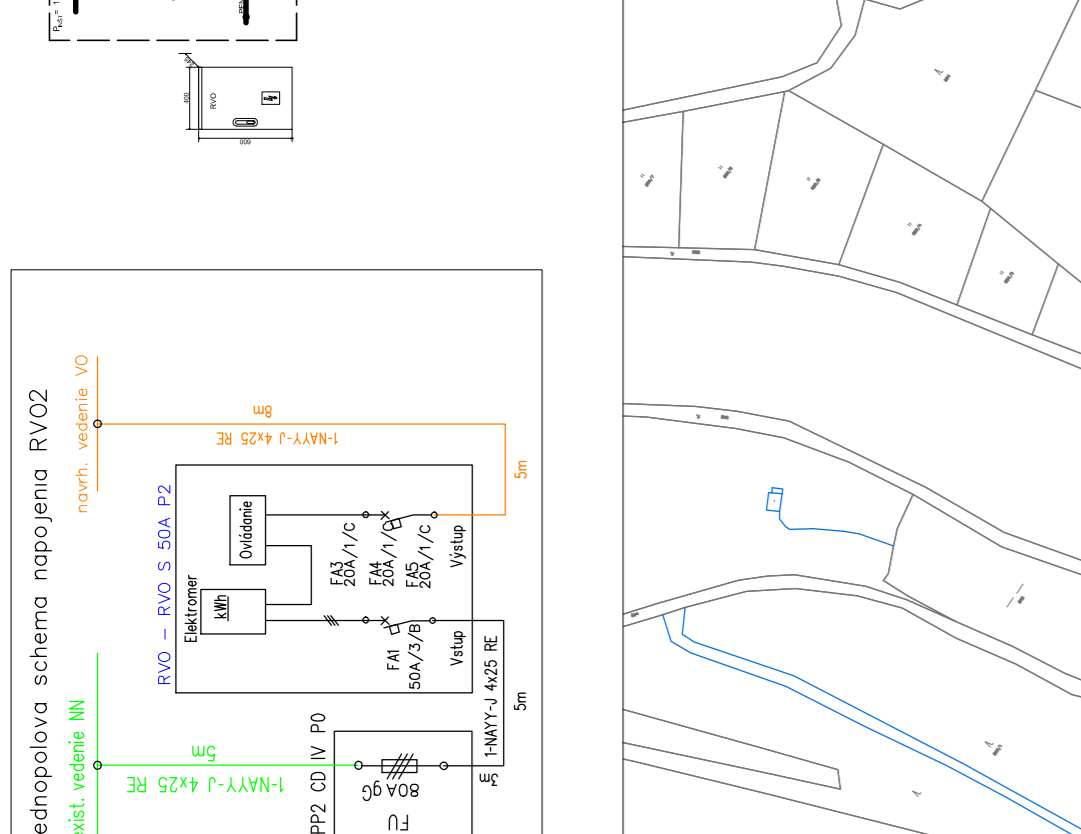 RVO
400
600
ednopolova schema napojenia RVO2
navrh. vedenie VO
8m
1-NAYY-J 4x25 RE
5m
RVO – RVO S 50A P2
Ovládanie
Elektromer
kWh
FA3
20A/1/C
FA4
20A/1/C
FA5
20A/1/C
Výstup
FA1
50A/3/B
Vstup
1-NAYY-J 4x25 RE
5m
exist. vedenie NN
5m
1-NAYY-J 4x25 RE
PP2 CD IV P0
80A gG
FU